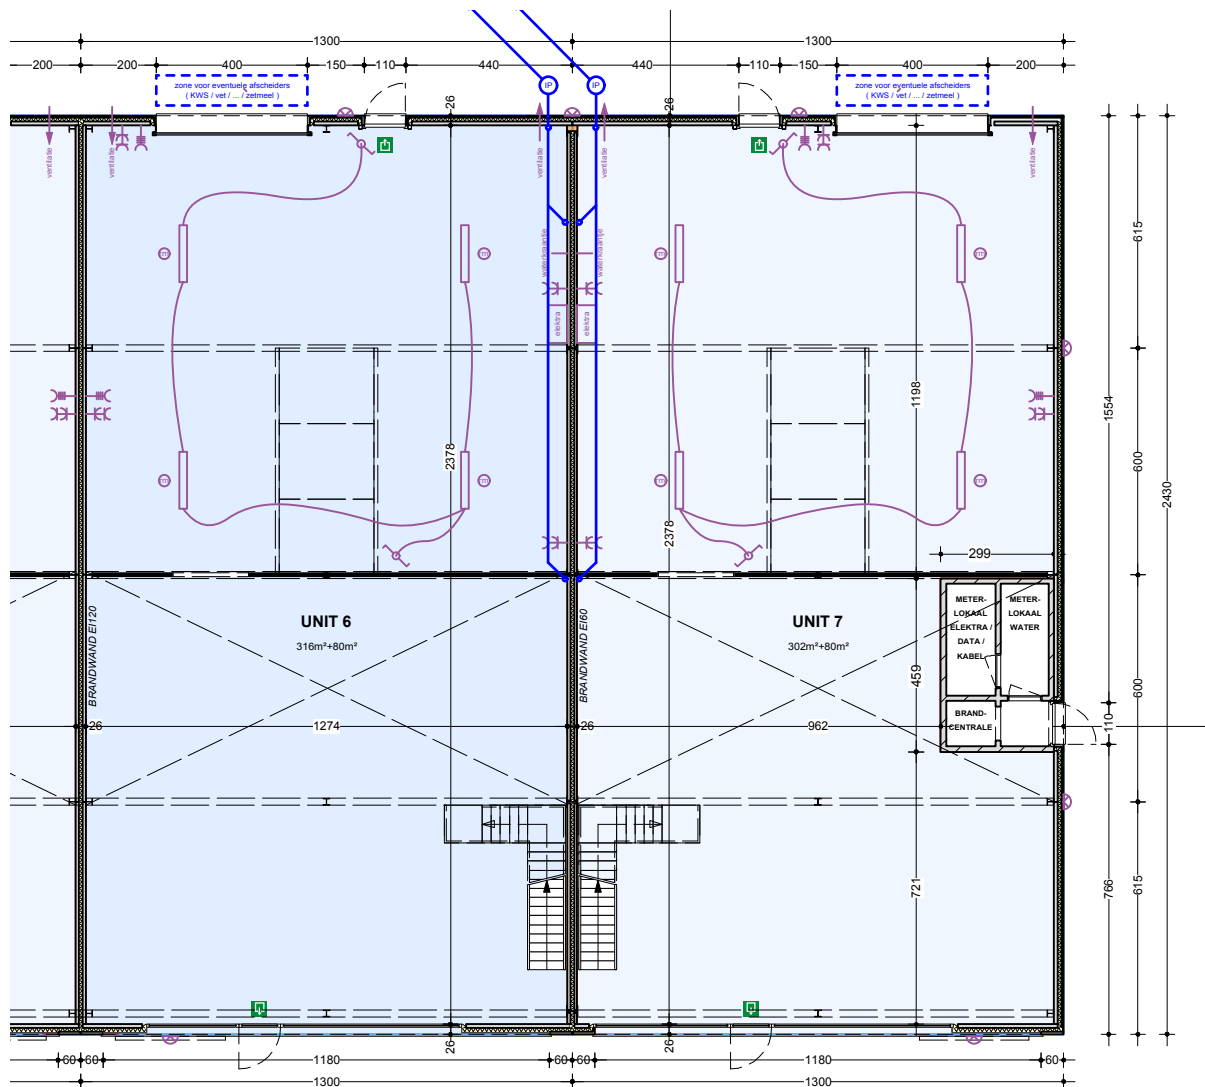 1300
1300
200
200
400
150
110
440
440
110
150
400
200
zone voor eventuele afscheiders
( KWS / vet / ... / zetmeel )
IP
IP
zone voor eventuele afscheiders
( KWS / vet / ... / zetmeel )
26
26
ventilatie
ventilatie
ventilatie
ventilatie
ventilatie
m
m
m
m
m
m
m
m
waterkraantje
waterkraantje
elektra
elektra
615
600
600
615
1554
110
766
2430
1198
2378
2378
299
459
721
BRANDWAND EI120
UNIT 6
316m²+80m²
BRANDWAND EI60
UNIT 7
302m²+80m²
METER-
LOKAAL
ELEKTRA /
DATA /
KABEL
METER-
LOKAAL
WATER
BRAND-
CENTRALE
26
1274
26
962
26
26
60
60
1180
60
60
1180
60
1300
1300